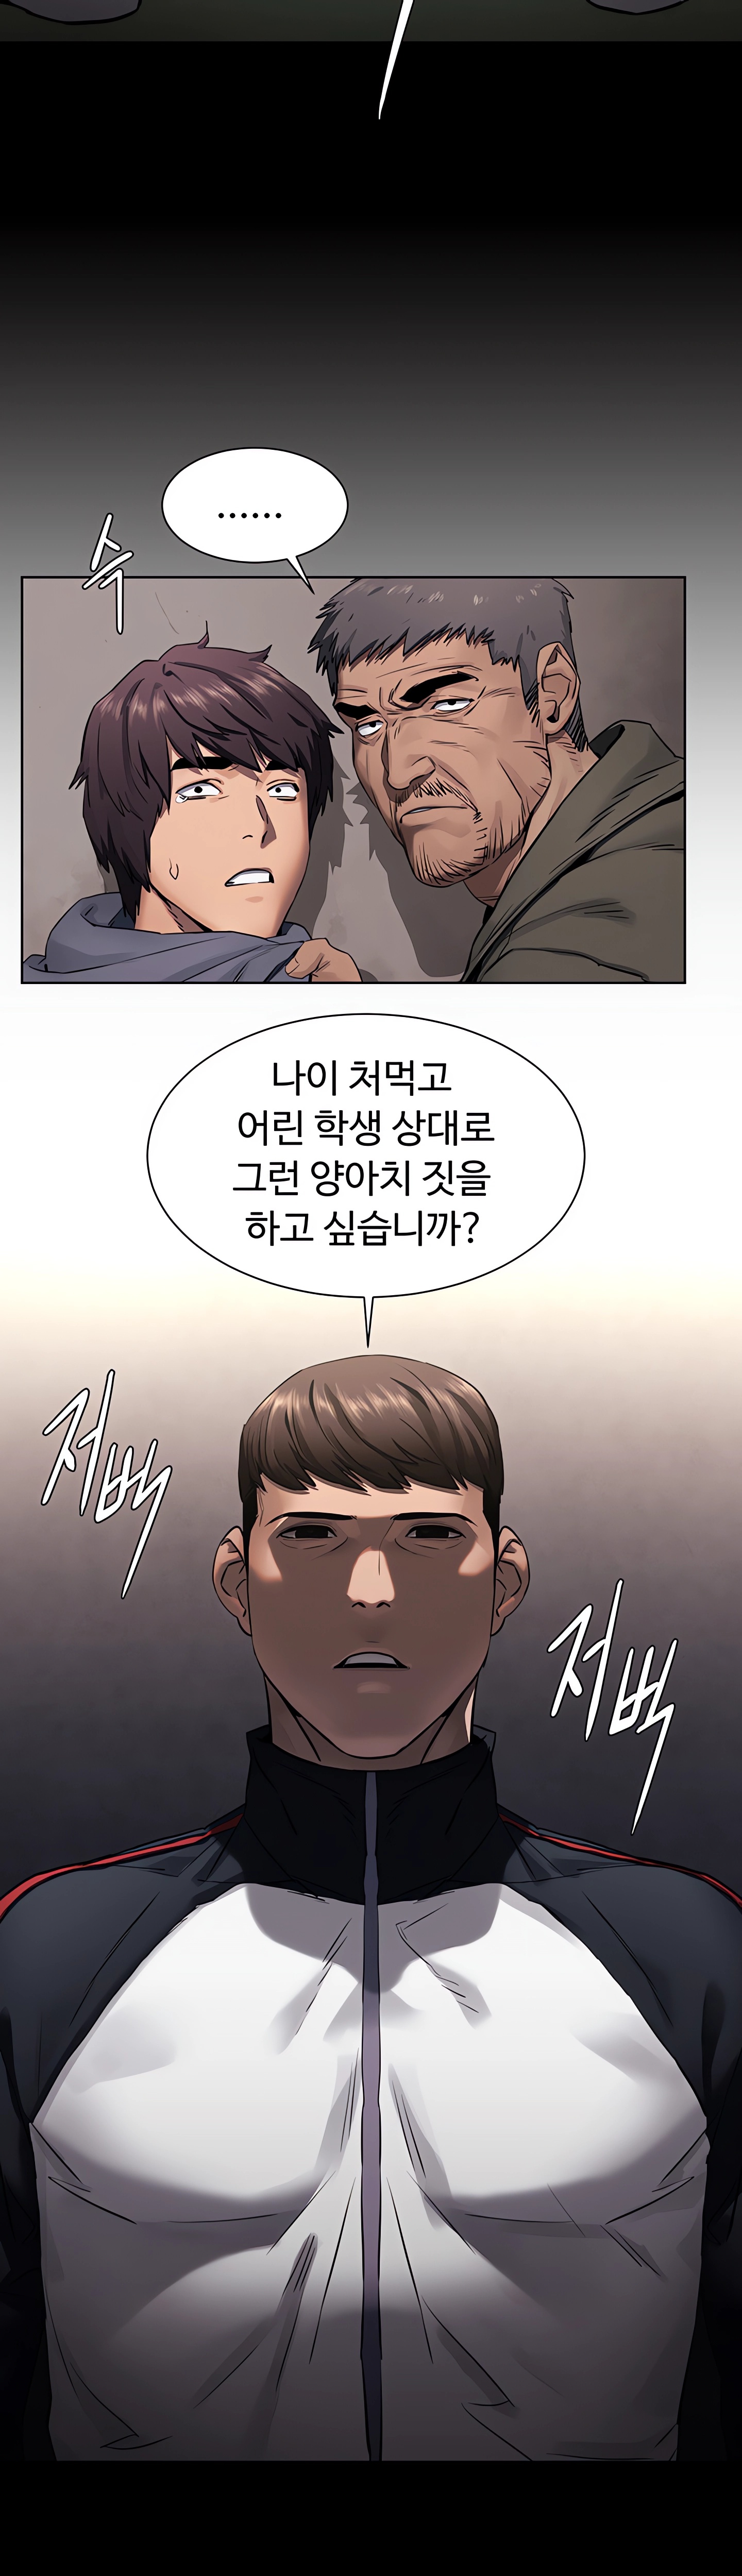 ......
슥
나이 처먹고
어린 학생 상대로
그런 양아치 짓을
하고 싶습니까?
저벅
저벅